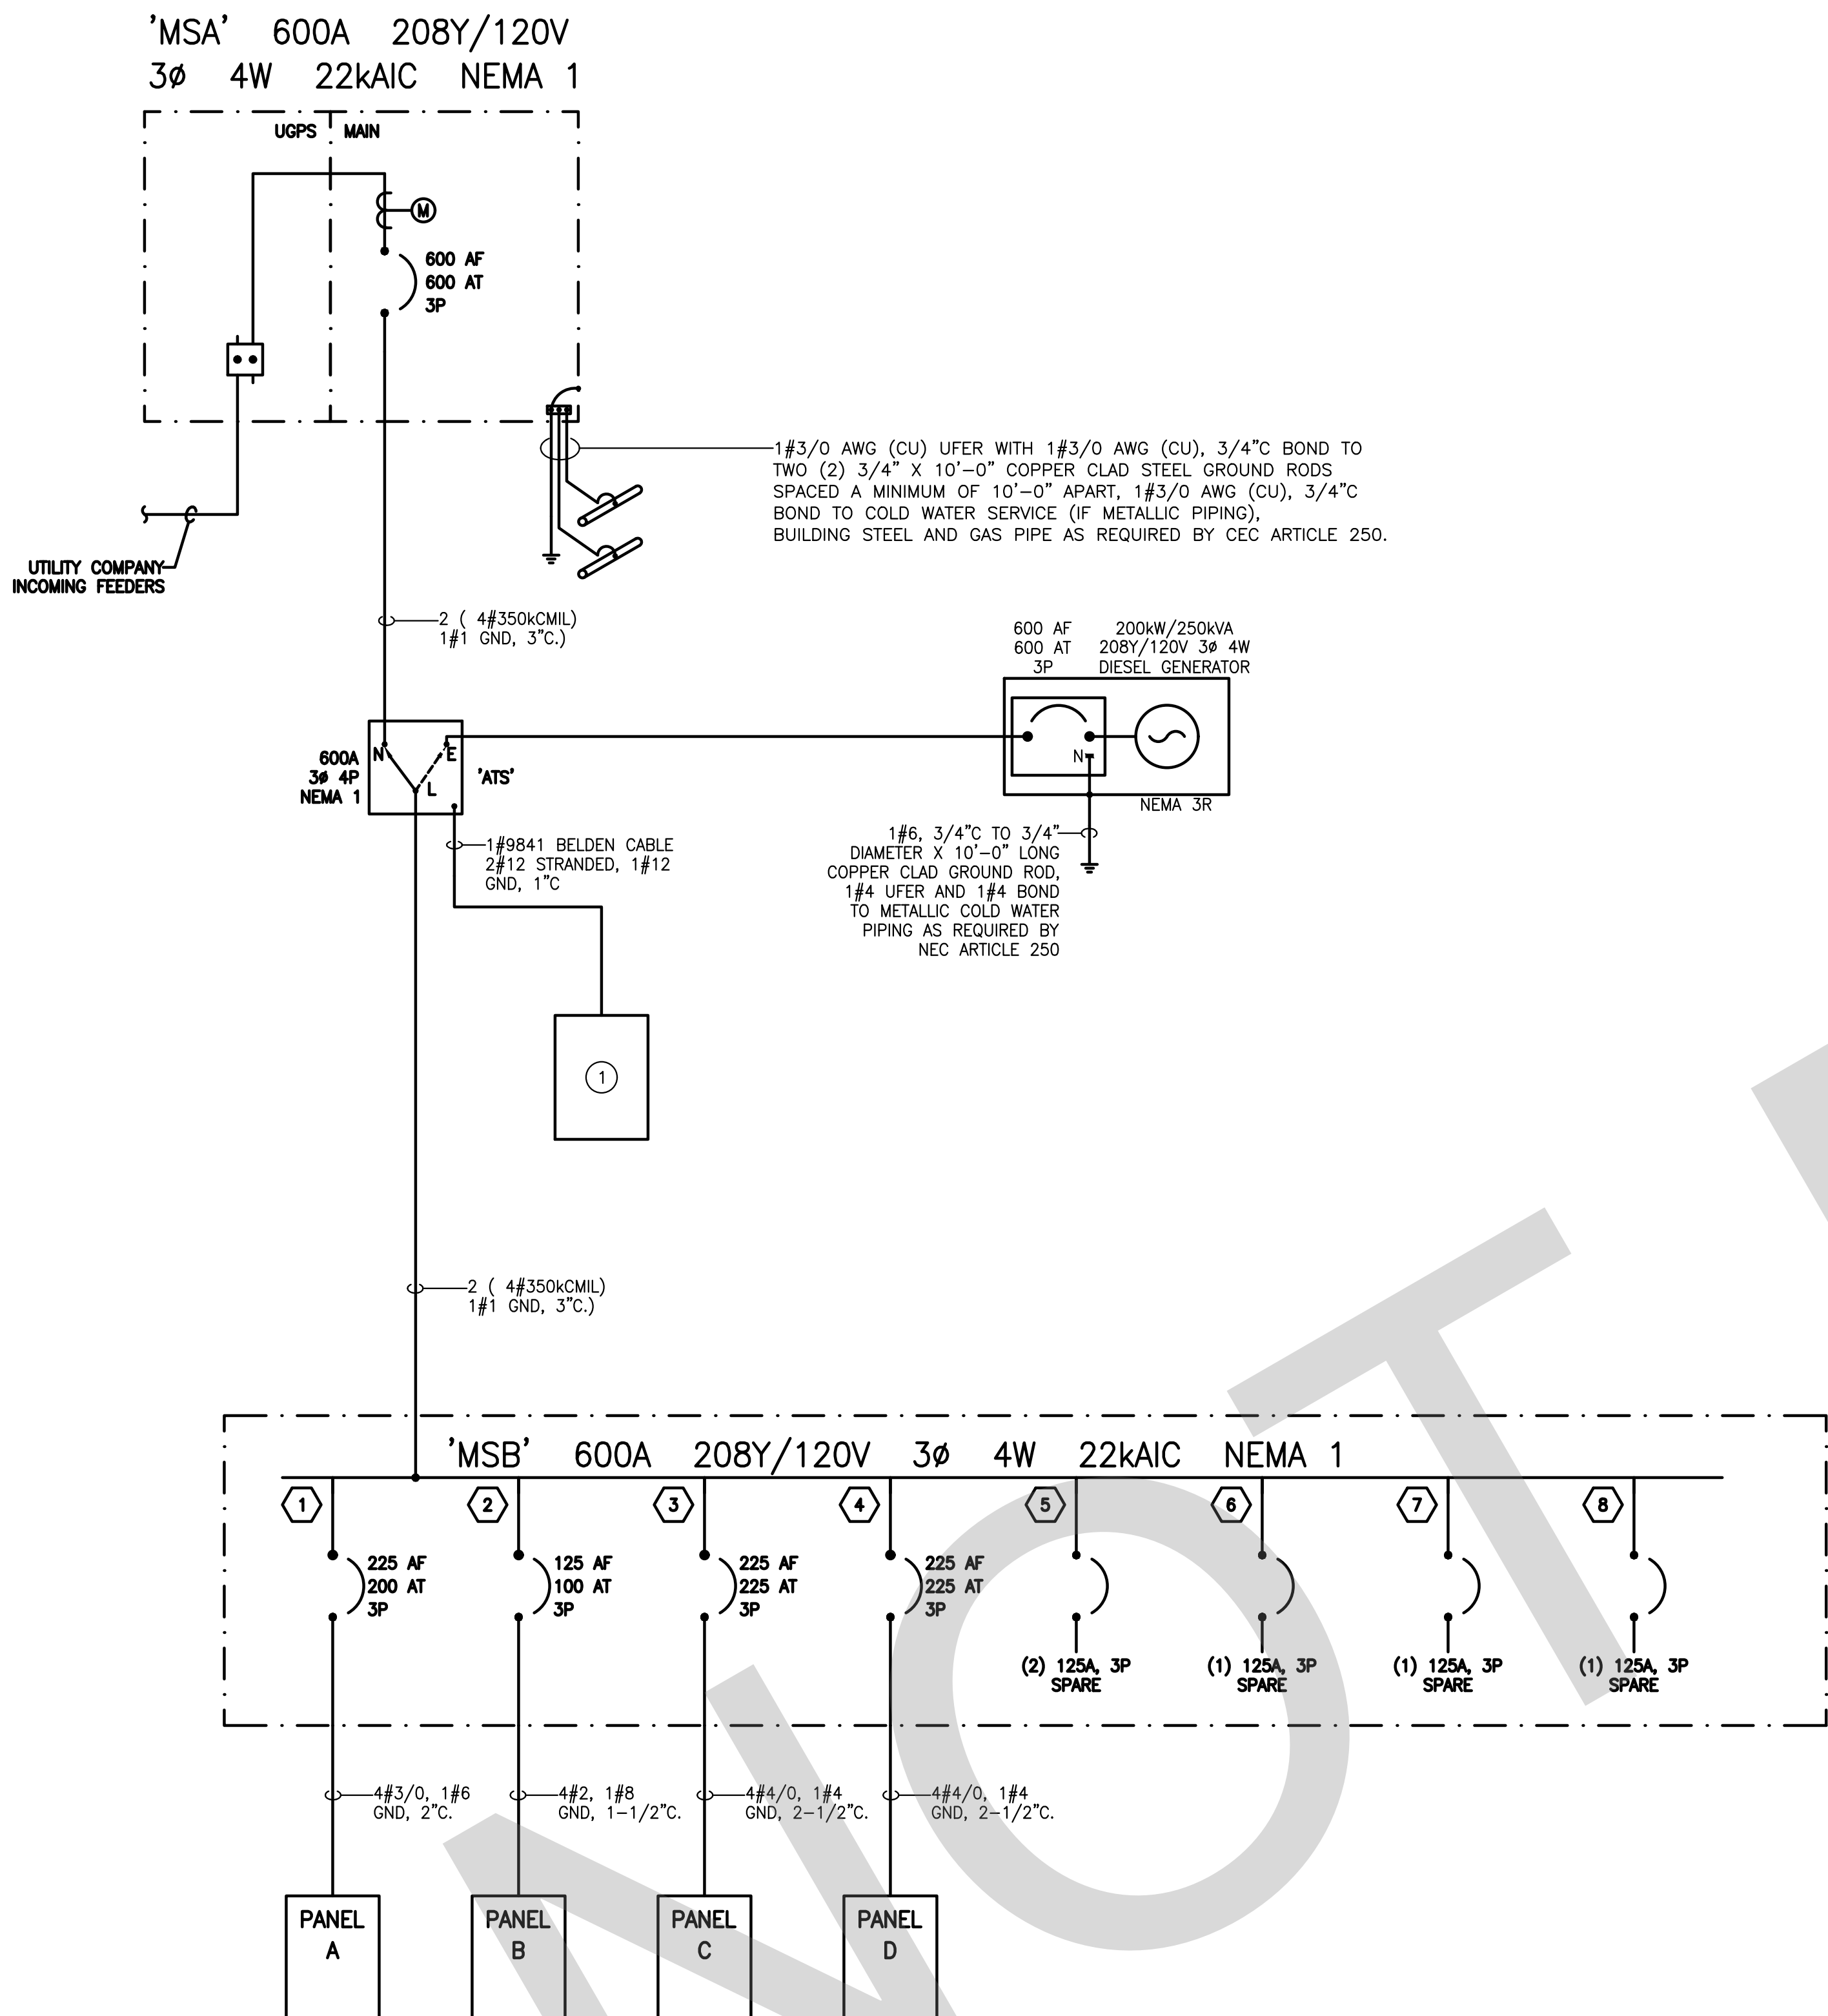 'MSA' 600A 208Y/120V
3ø 4W 22kAIC NEMA 1
UGPS
MAIN
M
600 AF
600 AT
3P
1#3/0 AWG (CU) UFER WITH 1#3/0 AWG (CU), 3/4"C BOND TO
TWO (2) 3/4" X 10'-0" COPPER CLAD STEEL GROUND RODS
SPACED A MINIMUM OF 10'-0" APART, 1#3/0 AWG (CU), 3/4"C
BOND TO COLD WATER SERVICE (IF METALLIC PIPING),
BUILDING STEEL AND GAS PIPE AS REQUIRED BY CEC ARTICLE 250.
UTILITY COMPANY
INCOMING FEEDERS
2 ( 4#350kCMIL)
1#1 GND, 3"C.)
600 AF
600 AT
3P
200kW/250kVA
208Y/120V 3ø 4W
DIESEL GENERATOR
N
NEMA 3R
600A
3ø 4P
NEMA 1
N
E
L
'ATS'
1#9841 BELDEN CABLE
2#12 STRANDED, 1#12
GND, 1"C
1#6, 3/4"C TO 3/4"
DIAMETER X 10'-0" LONG
COPPER CLAD GROUND ROD,
1#4 UFER AND 1#4 BOND
TO METALLIC COLD WATER
PIPING AS REQUIRED BY
NEC ARTICLE 250
1
2 ( 4#350kCMIL)
1#1 GND, 3"C.)
'MSB' 600A 208Y/120V 3ø 4W 22kAIC NEMA 1
1
225 AF
200 AT
3P
2
125 AF
100 AT
3P
3
225 AF
225 AT
3P
4
225 AF
225 AT
3P
5
(2) 125A, 3P
SPARE
6
(1) 125A, 3P
SPARE
7
(1) 125A, 3P
SPARE
8
(1) 125A, 3P
SPARE
4#3/0, 1#6
GND, 2"C.
4#2, 1#8
GND, 1-1/2"C.
4#4/0, 1#4
GND, 2-1/2"C.
4#4/0, 1#4
GND, 2-1/2"C.
PANEL
A
PANEL
B
PANEL
C
PANEL
D
NOT